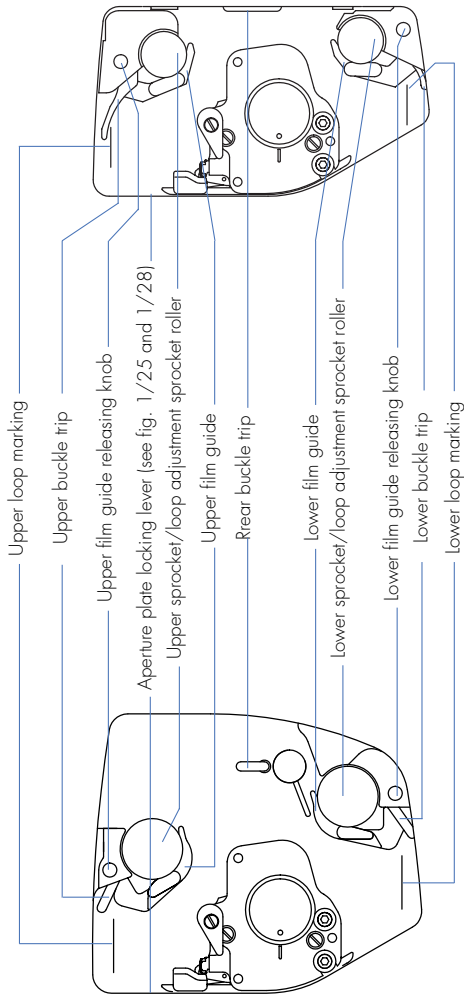 Upper loop marking
Upper buckle trip
Upper film guide releasing knob
Aperture plate locking lever (see fig. 1/25 and 1/28)
Upper sprocket/loop adjustment sprocket roller
Upper film guide
Rrear buckle trip
Lower film guide
Lower sprocket/loop adjustment sprocket roller
Lower film guide releasing knob
Lower buckle trip
Lower loop marking